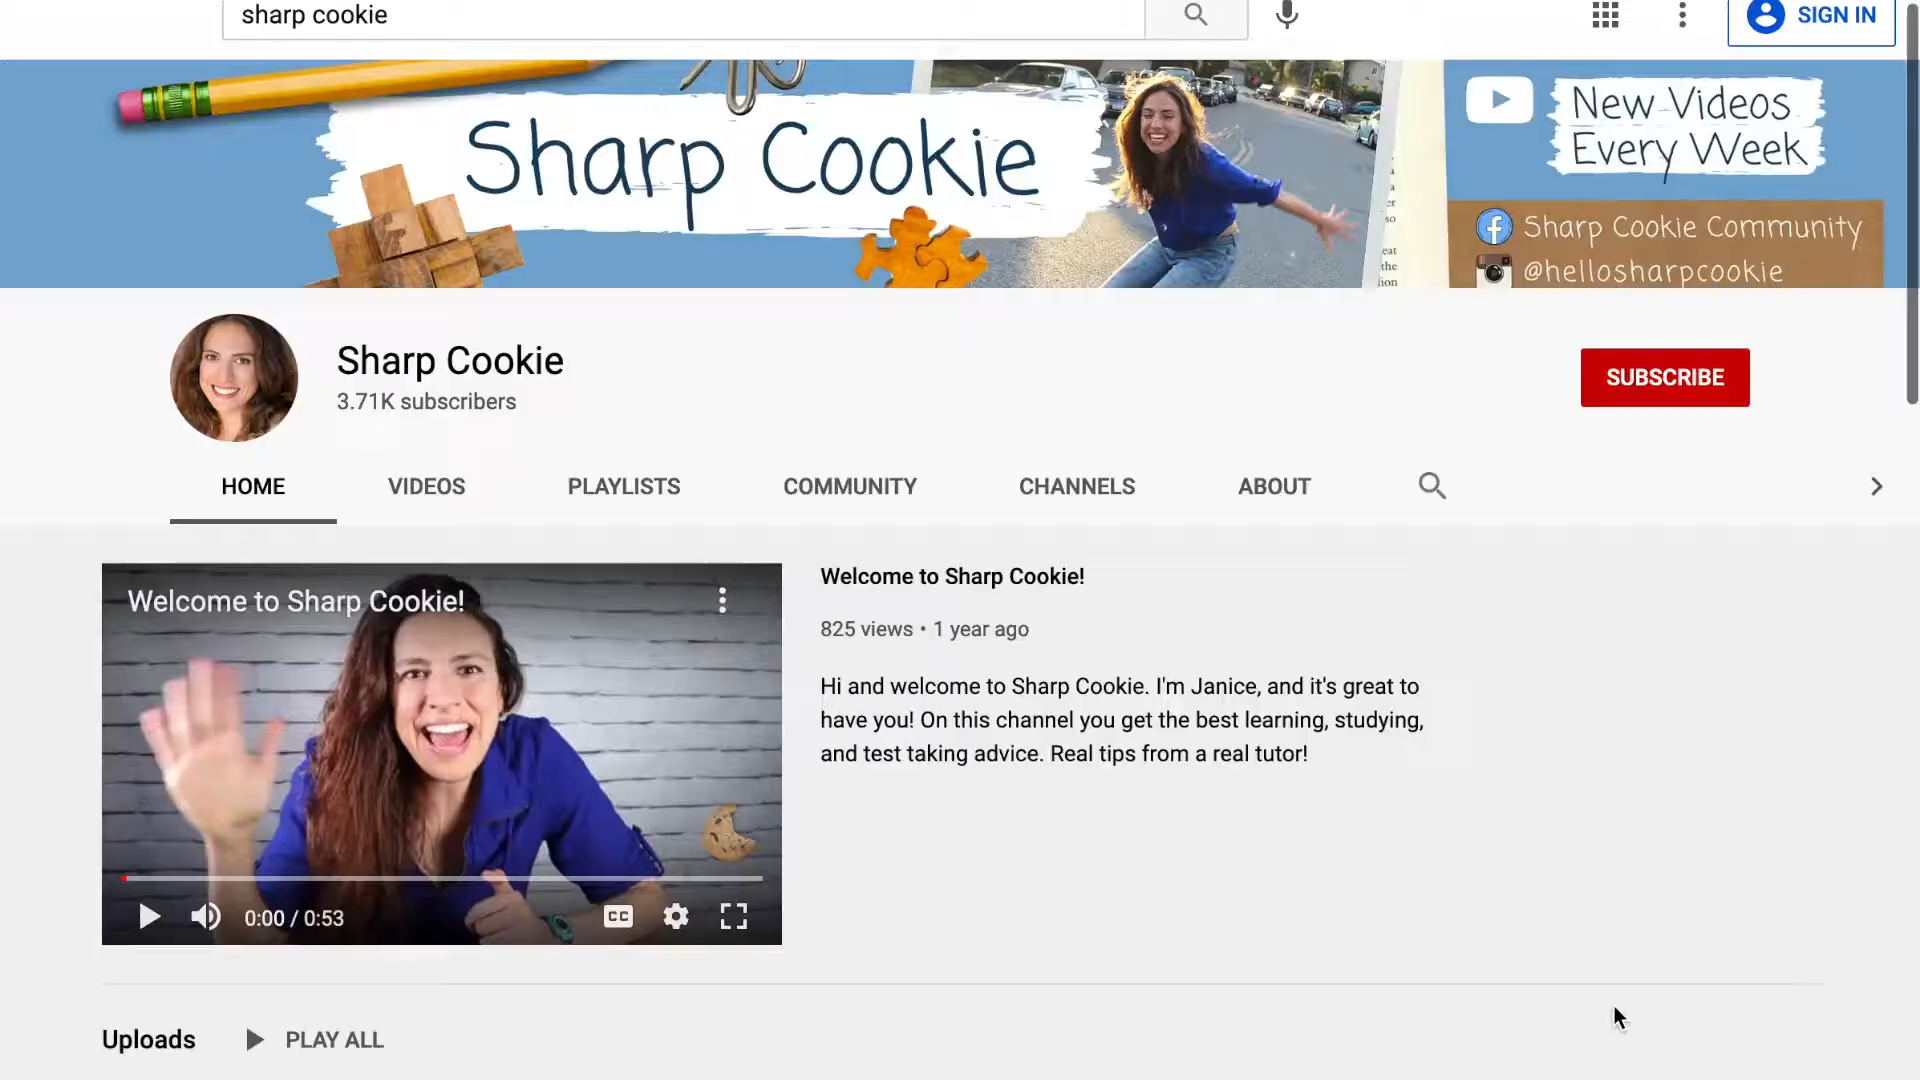 sharp cookie
SIGN IN
Sharp Cookie
New Videos
Every Week
Sharp Cookie Community
@hellosharpcookie
Sharp Cookie
3.71K subscribers
SUBSCRIBE
HOME
VIDEOS
PLAYLISTS
COMMUNITY
CHANNELS
ABOUT
Welcome to Sharp Cookie!
0:00 / 0:53
CC
Welcome to Sharp Cookie!
825 views • 1 year ago
Hi and welcome to Sharp Cookie. I'm Janice, and it's great to
have you! On this channel you get the best learning, studying,
and test taking advice. Real tips from a real tutor!
Uploads
PLAY ALL